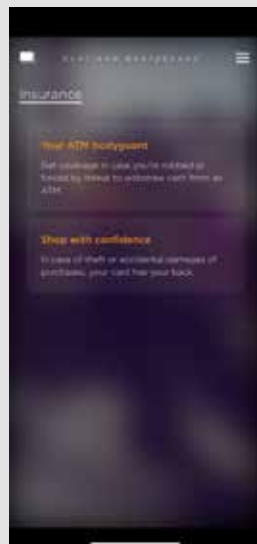 Insurance
Your ATM bodyguard
Get coverage in case you're robbed or
forced by threat to withdraw cash from an
ATM.
Shop with confidence
In case of theft or accidental damages of
purchases, your card has your back.